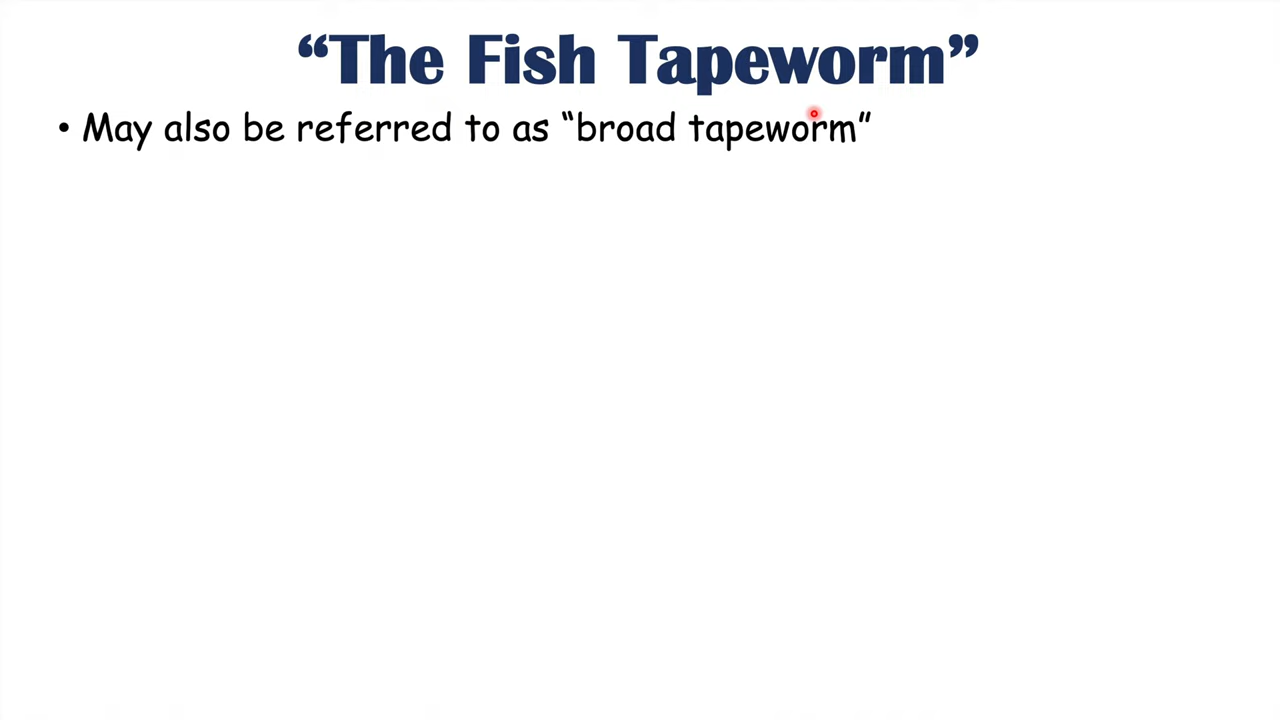 “The Fish Tapeworm”
• May also be referred to as “broad tapeworm”